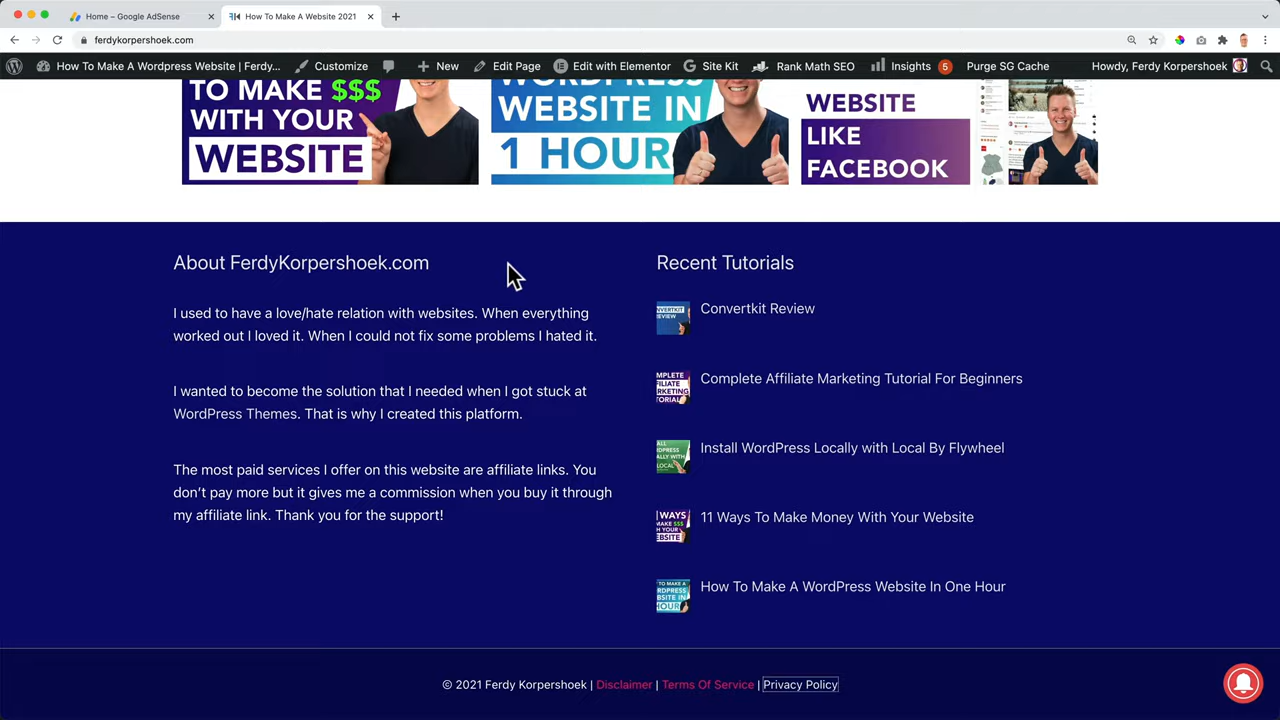 Home – Google AdSense
How To Make A Website 2021
ferdykorpershoek.com
How To Make A Wordpress Website | Ferdy...
Customize
New
Edit Page
Edit with Elementor
Site Kit
Rank Math SEO
Insights 5
Purge SG Cache
Howdy, Ferdy Korpershoek
TO MAKE $$$
WITH YOUR
WEBSITE
WORDPRESS
WEBSITE IN
1 HOUR
WEBSITE
LIKE
FACEBOOK
About FerdyKorpershoek.com
I used to have a love/hate relation with websites. When everything
worked out I loved it. When I could not fix some problems I hated it.
I wanted to become the solution that I needed when I got stuck at
WordPress Themes. That is why I created this platform.
The most paid services I offer on this website are affiliate links. You
don't pay more but it gives me a commission when you buy it through
my affiliate link. Thank you for the support!
Recent Tutorials
Convertkit Review
Complete Affiliate Marketing Tutorial For Beginners
Install WordPress Locally with Local By Flywheel
11 Ways To Make Money With Your Website
How To Make A WordPress Website In One Hour
© 2021 Ferdy Korpershoek | Disclaimer | Terms Of Service | Privacy Policy